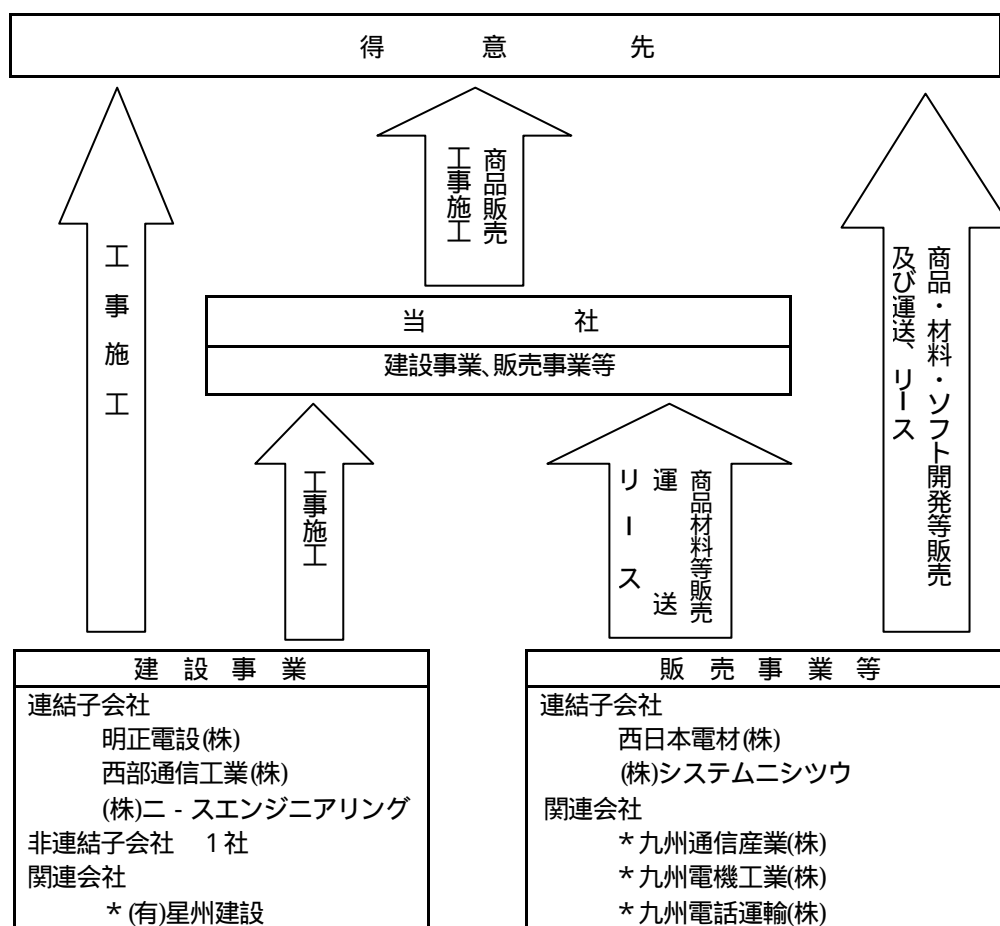 得意先
工事施工
商品販売
工事施工
商品・材料・ソフト開発等販売
及び運送、リース
当社
建設事業、販売事業等
工事施工
商品材料等販売
運送
リース
建設事業
連結子会社
明正電設(株)
西部通信工業(株)
(株)ニ-スエンジニアリング
非連結子会社 1社
関連会社
*(有)星州建設
販売事業等
連結子会社
西日本電材(株)
(株)システムニシツウ
関連会社
*九州通信産業(株)
*九州電機工業(株)
*九州電話運輸(株)